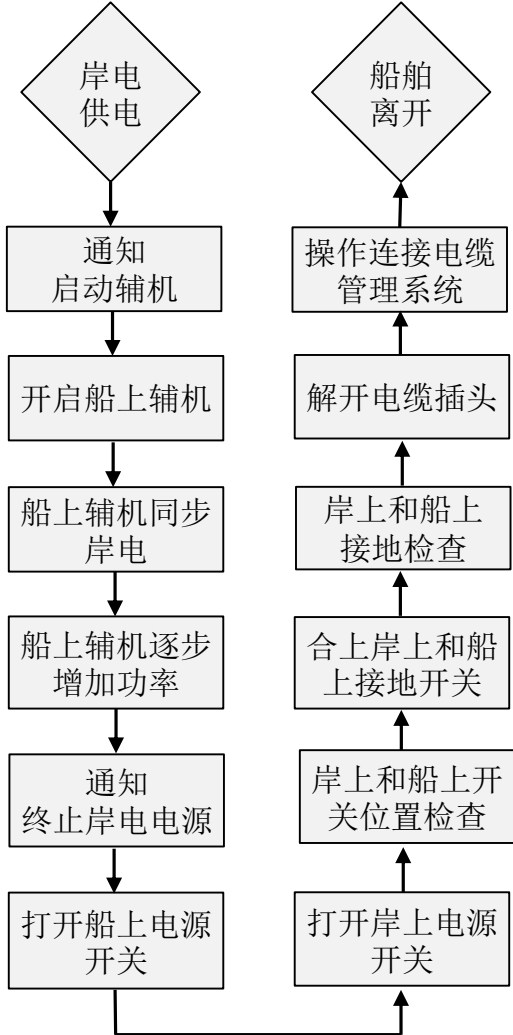 岸电
供电
通知
启动辅机
开启船上辅机
船上辅机同步
岸电
船上辅机逐步
增加功率
通知
终止岸电电源
打开船上电源
开关
打开岸上电源
开关
岸上和船上开
关位置检查
合上岸上和船
上接地开关
岸上和船上
接地检查
解开电缆插头
操作连接电缆
管理系统
船舶
离开